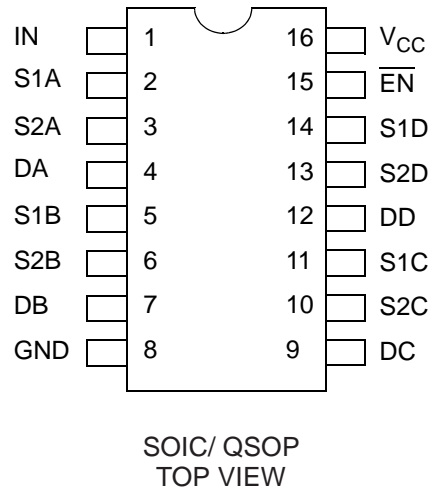 IN 1 16 VCC
S1A 2 15 EN
S2A 3 14 S1D
DA 4 13 S2D
S1B 5 12 DD
S2B 6 11 S1C
DB 7 10 S2C
GND 8 9 DC
SOIC/ QSOP
TOP VIEW